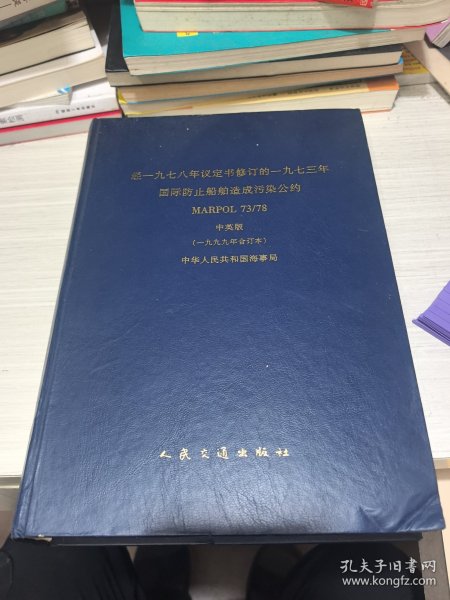 经一九七八年议定书修订的一九七三年
国际防止船舶造成污染公约
MARPOL 73/78
中英版
(一九九九年合订本)
中华人民共和国海事局
人民交通出版社
孔夫子旧书网
www.kongfz.com